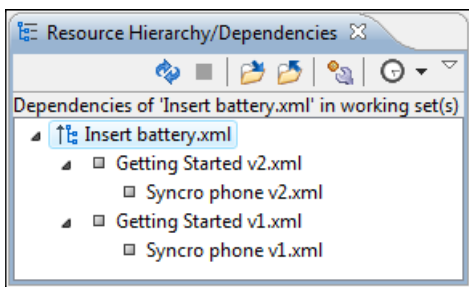 Resource Hierarchy/Dependencies
Dependencies of 'Insert battery.xml' in working set(s)
Insert battery.xml
Getting Started v2.xml
Syncro phone v2.xml
Getting Started v1.xml
Syncro phone v1.xml